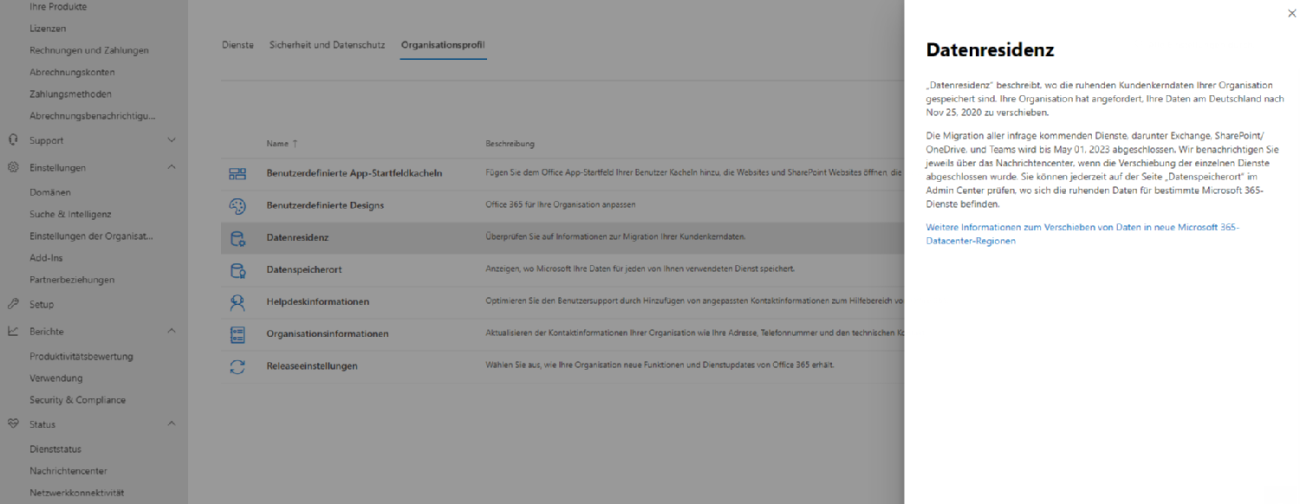 Ihre Produkte
Lizenzen
Rechnungen und Zahlungen
Abrechnungskonten
Zahlungsmethoden
Abrechnungsbenachrichtigu...
Support
Einstellungen
Domänen
Suche & Intelligenz
Einstellungen der Organisat...
Add-Ins
Partnerbeziehungen
Setup
Berichte
Produktivitätsbewertung
Verwendung
Security & Compliance
Status
Dienststatus
Nachrichtencenter
Netzwerkkonnektivität
Dienste Sicherheit und Datenschutz Organisationsprofil
Name ↑ Beschreibung
Benutzerdefinierte App-Startfeldkacheln Fügen Sie dem Office App-Startfeld Ihrer Benutzer Kacheln hinzu, die Websites und SharePoint Websites öffnen, die
Benutzerdefinierte Designs Office 365 für Ihre Organisation anpassen
Datenresidenz Überprüfen Sie auf Informationen zur Migration Ihrer Kundenkerndaten.
Datenspeicherort Anzeigen, wo Microsoft Ihre Daten für jeden von Ihnen verwendeten Dienst speichert.
Helpdeskinformationen Optimieren Sie den Benutzersupport durch Hinzufügen von angepassten Kontaktinformationen zum Hilfebereich vo
Organisationsinformationen Aktualisieren der Kontaktinformationen Ihrer Organisation wie Ihre Adresse, Telefonnummer und den technischen Ko
Releaseeinstellungen Wählen Sie aus, wie Ihre Organisation neue Funktionen und Dienstupdates von Office 365 erhält.
Datenresidenz
„Datenresidenz" beschreibt, wo die ruhenden Kundenkerndaten Ihrer Organisation
gespeichert sind. Ihre Organisation hat angefordert, Ihre Daten am Deutschland nach
Nov 25, 2020 zu verschieben.
Die Migration aller infrage kommenden Dienste, darunter Exchange, SharePoint/
OneDrive, und Teams wird bis May 01, 2023 abgeschlossen. Wir benachrichtigen Sie
jeweils über das Nachrichtencenter, wenn die Verschiebung der einzelnen Dienste
abgeschlossen wurde. Sie können jederzeit auf der Seite „Datenspeicherort" im
Admin Center prüfen, wo sich die ruhenden Daten für bestimmte Microsoft 365-
Dienste befinden.
Weitere Informationen zum Verschieben von Daten in neue Microsoft 365-
Datacenter-Regionen